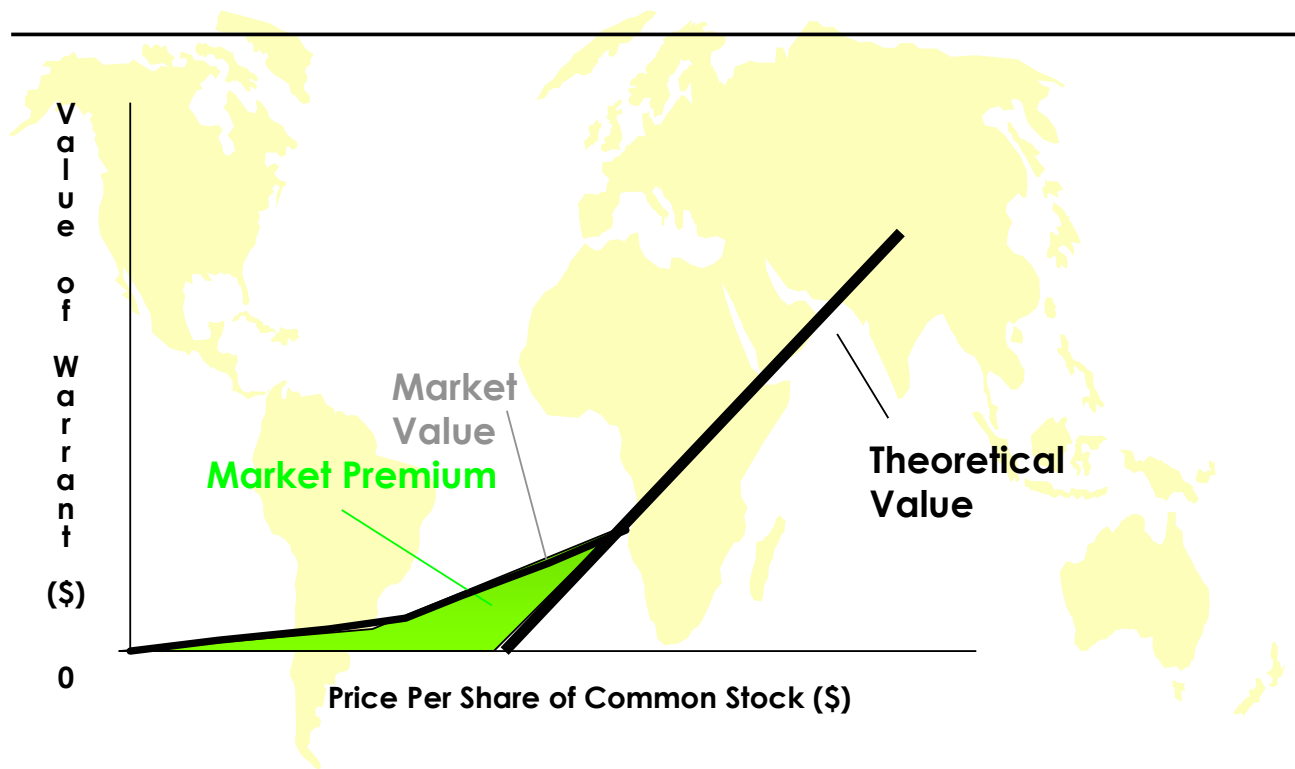 Value of Warrant ($)
0
Market
Value
Market Premium
Theoretical
Value
Price Per Share of Common Stock ($)